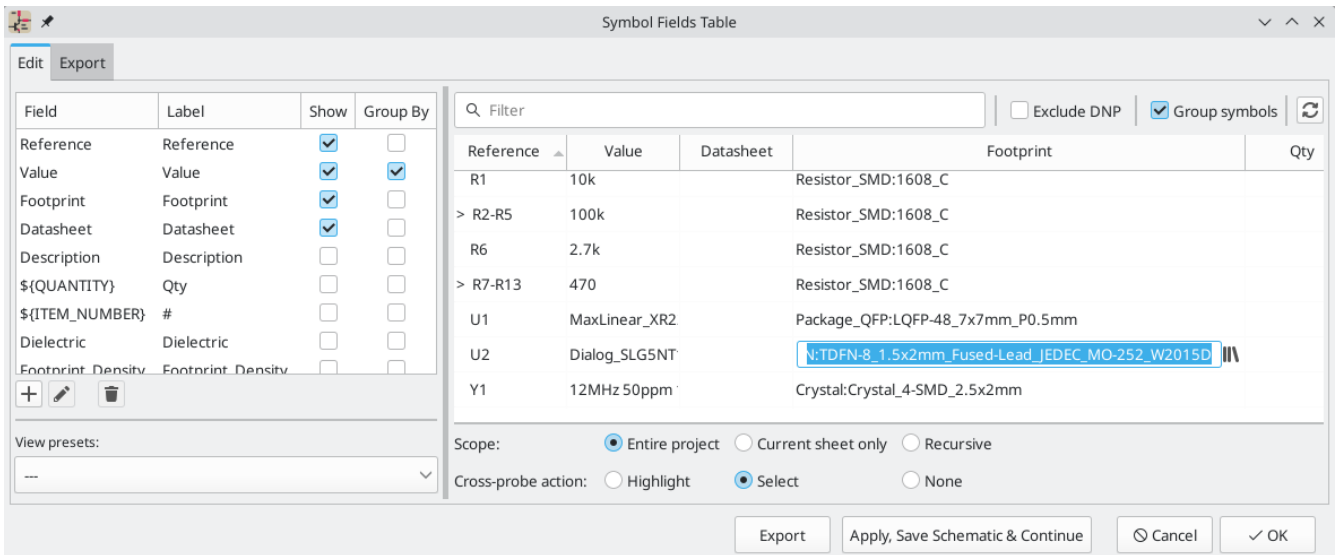 Symbol Fields Table
Edit Export
Field Label Show Group By
Reference Reference
Value Value
Footprint Footprint
Datasheet Datasheet
Description Description
${QUANTITY} Qty
${ITEM_NUMBER} #
Dielectric Dielectric
Footprint Density Footprint Density
View presets:
---
Filter
Exclude DNP
Group symbols
Reference Value Datasheet Footprint Qty
R1 10k Resistor_SMD:1608_C
> R2-R5 100k Resistor_SMD:1608_C
R6 2.7k Resistor_SMD:1608_C
> R7-R13 470 Resistor_SMD:1608_C
U1 MaxLinear_XR2 Package_QFP:LQFP-48_7x7mm_P0.5mm
U2 Dialog_SLG5NT N:TDFN-8_1.5x2mm_Fused-Lead_JEDEC_MO-252_W2015D
Y1 12MHz 50ppm Crystal:Crystal_4-SMD_2.5x2mm
Scope: Entire project Current sheet only Recursive
Cross-probe action: Highlight Select None
Export Apply, Save Schematic & Continue Cancel OK